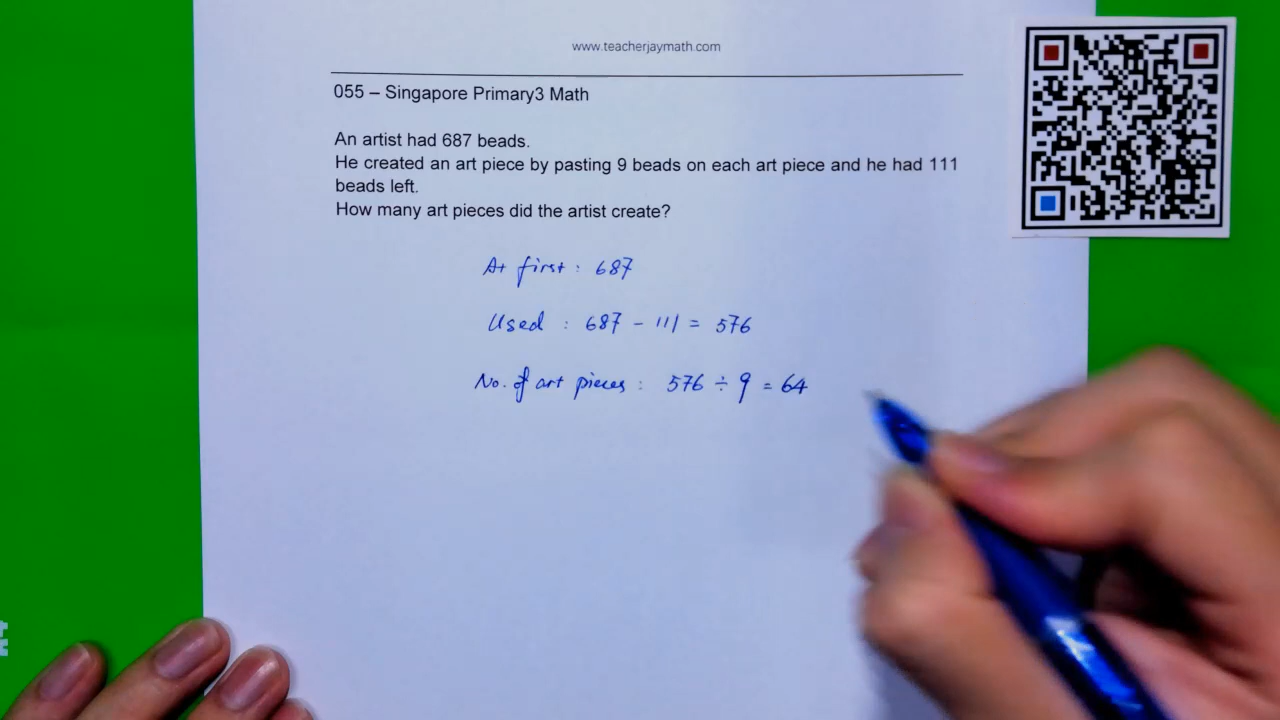 www.teacherjaymath.com
055 – Singapore Primary3 Math
An artist had 687 beads.
He created an art piece by pasting 9 beads on each art piece and he had 111
beads left.
How many art pieces did the artist create?
At first : 687
Used : 687 - 111 = 576
No. of art pieces : 576 ÷ 9 = 64